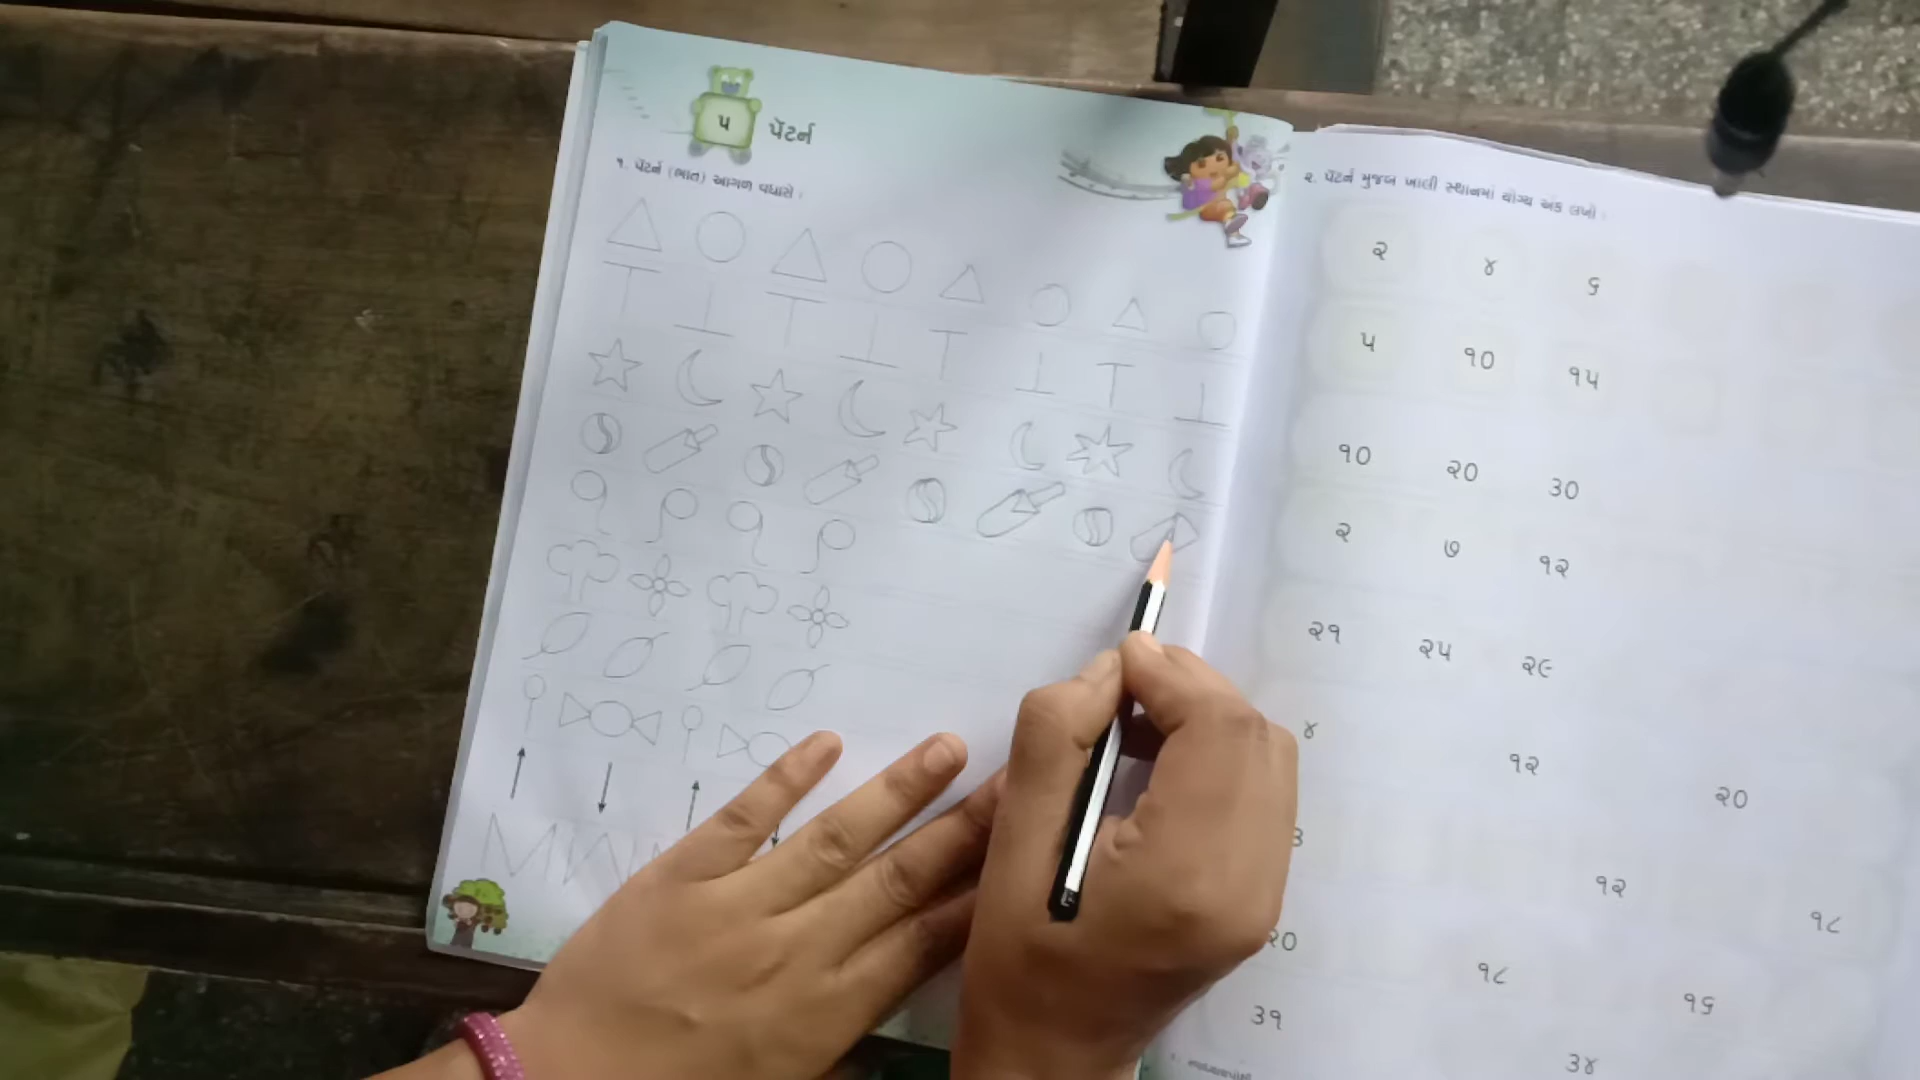 ૫ પૅટર્ન
૧. પૅટર્ન (ભાત) આગળ વધારો :
૨. પૅટર્ન મુજબ ખાલી સ્થાનમાં યોગ્ય અંક લખો :
૨ ૪ ૬
૫ ૧૦ ૧૫
૧૦ ૨૦ ૩૦
૨ ૭ ૧૨
૨૧ ૨૫ ૨૯
૪ ૧૨ ૨૦
૩ ૧૨ ૧૮
૨૦ ૧૮ ૧૬
૩૧ ૩૪